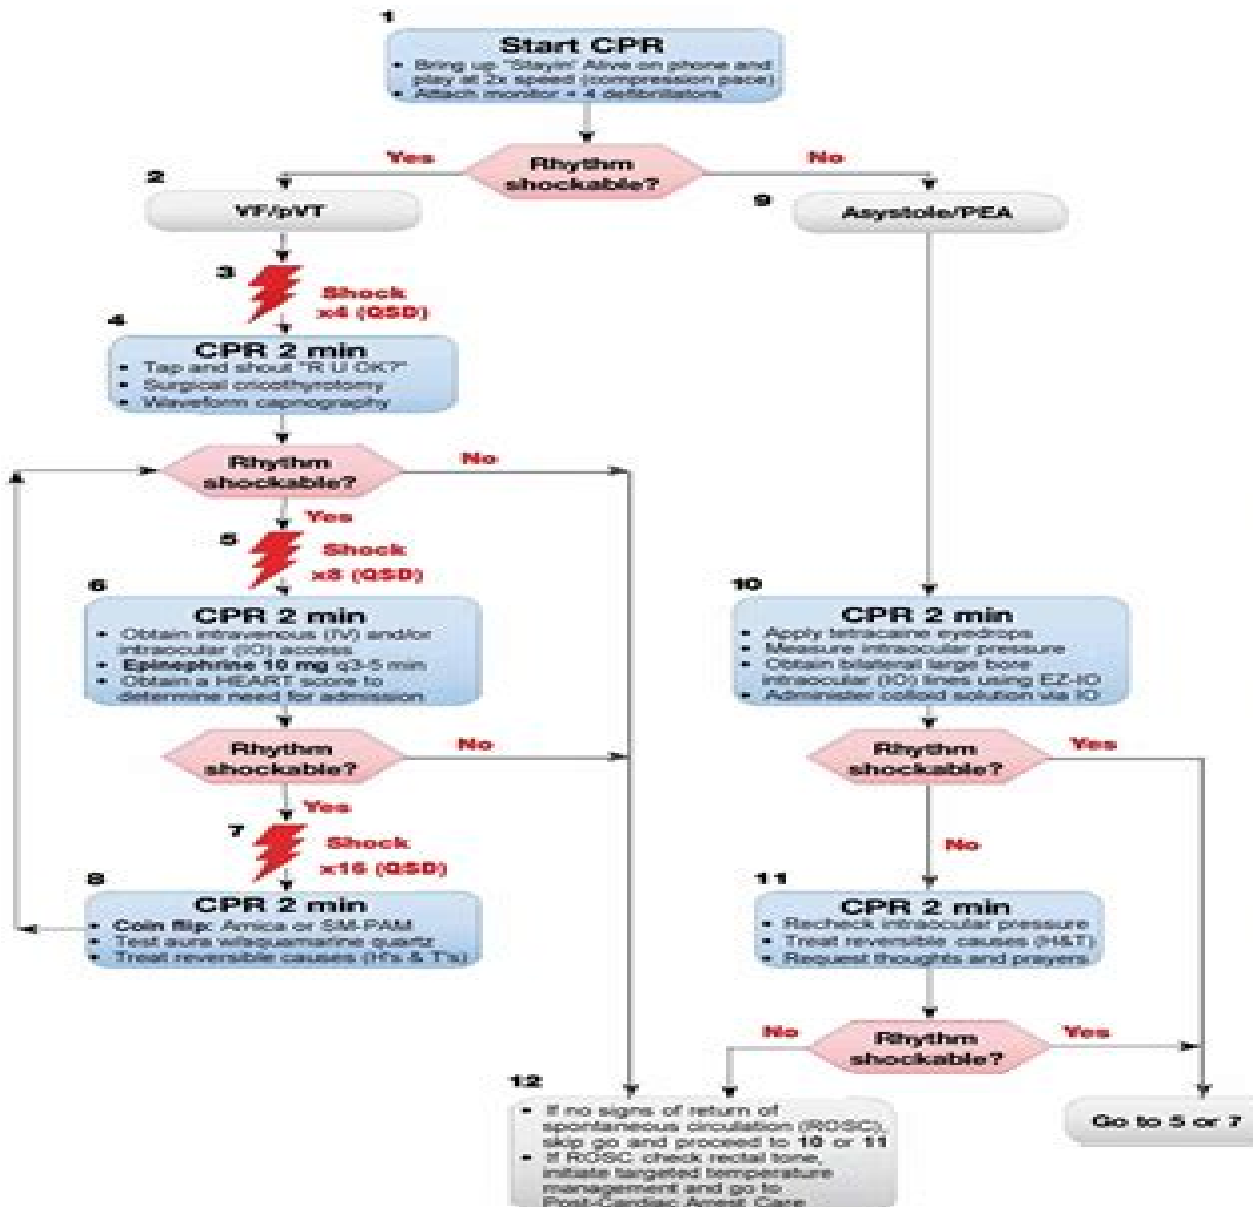 1
Start CPR
• Bring up "Stayin' Alive on phone and
play at 2x speed (compression pace)
• Attach monitor + 4 defibrillators
Yes
Rhythm
shockable?
No
2
VF/pVT
9
Asystole/PEA
3
Shock
x4 (QSD)
4
CPR 2 min
• Tap and shout "R U OK?"
• Surgical cricothyrotomy
• Waveform capnography
Rhythm
shockable?
No
Yes
5
Shock
x8 (QSD)
6
CPR 2 min
• Obtain intravenous (IV) and/or
intraocular (IO) access
• Epinephrine 10 mg q3-5 min
• Obtain a HEART score to
determine need for admission
Rhythm
shockable?
No
Yes
7
Shock
x16 (QSD)
8
CPR 2 min
• Coin flip: Arnica or SM-PAM
• Test aura w/aquamarine quartz
• Treat reversible causes (H's & T's)
10
CPR 2 min
• Apply tetracaine eyedrops
• Measure intraocular pressure
• Obtain bilateral large bore
intraocular (IO) lines using EZ-IO
• Administer colloid solution via IO
Rhythm
shockable?
Yes
No
11
CPR 2 min
• Recheck intraocular pressure
• Treat reversible causes (H&T)
• Request thoughts and prayers
No
Rhythm
shockable?
Yes
12
• If no signs of return of
spontaneous circulation (ROSC),
skip go and proceed to 10 or 11
• If ROSC check rectal tone,
initiate targeted temperature
management and go to
Post-Cardiac Arrest Care
Go to 5 or 7